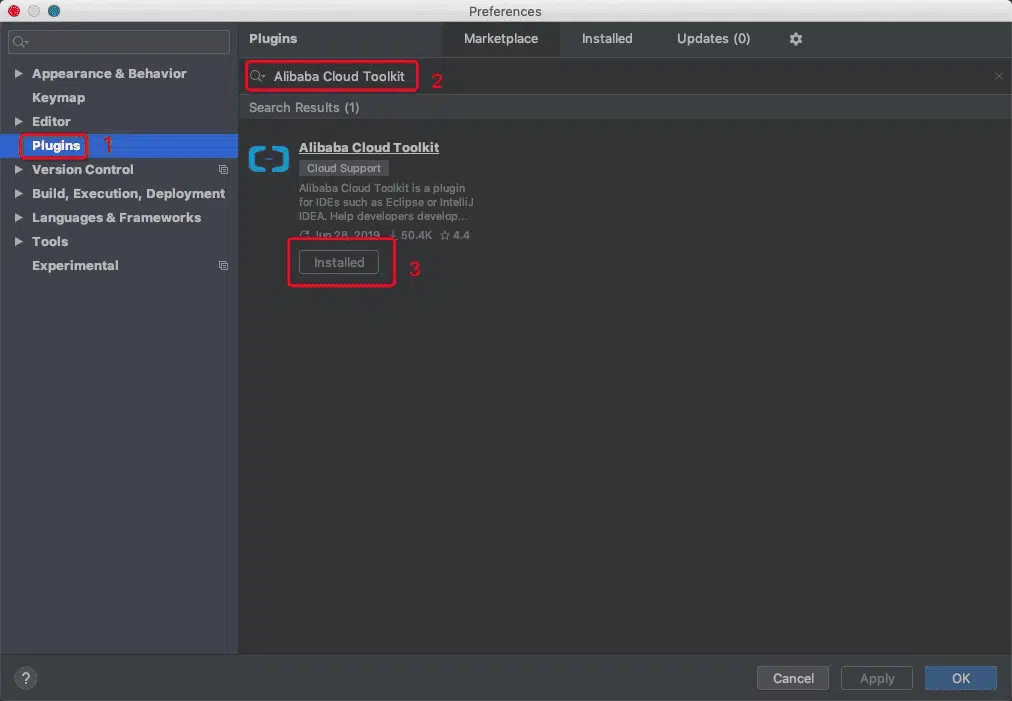 Preferences
Plugins
Marketplace
Installed
Updates (0)
Appearance & Behavior
Keymap
Editor
Plugins
1
Version Control
Build, Execution, Deployment
Languages & Frameworks
Tools
Experimental
Alibaba Cloud Toolkit
2
Search Results (1)
Alibaba Cloud Toolkit
Cloud Support
Alibaba Cloud Toolkit is a plugin
for IDEs such as Eclipse or IntelliJ
IDEA. Help developers develop...
Jun 28, 2019 50.4K 4.4
Installed
3
?
Cancel
Apply
OK